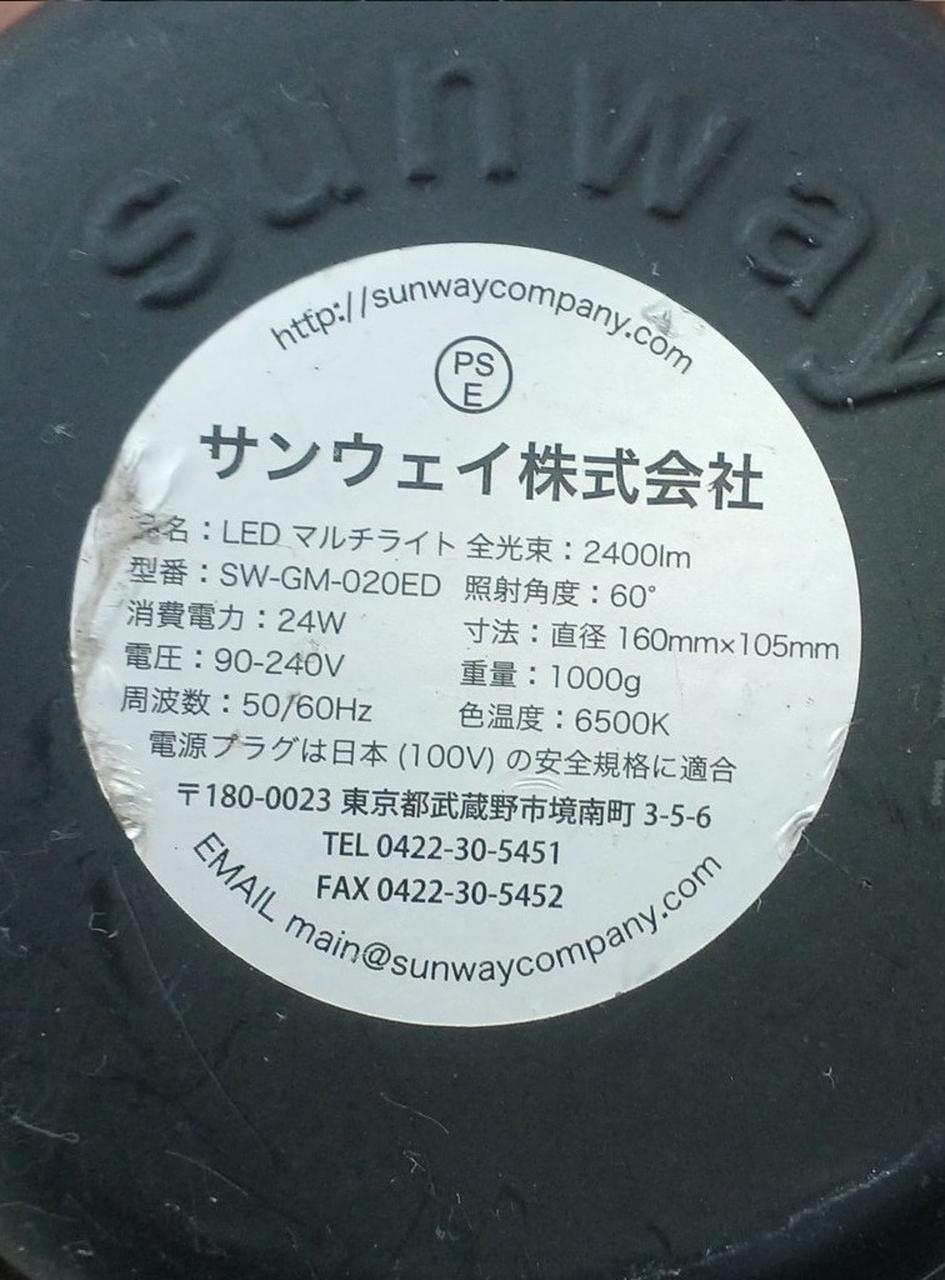 sunway
http://sunwaycompany.com
PS
E
サンウェイ株式会社
名：LED マルチライト 全光束：2400lm
型番：SW-GM-020ED 照射角度：60°
消費電力：24W 寸法：直径 160mm×105mm
電圧：90-240V 重量：1000g
周波数：50/60Hz 色温度：6500K
電源プラグは日本 (100V) の安全規格に適合
〒180-0023 東京都武蔵野市境南町 3-5-6
TEL 0422-30-5451
FAX 0422-30-5452
EMAIL main@sunwaycompany.com